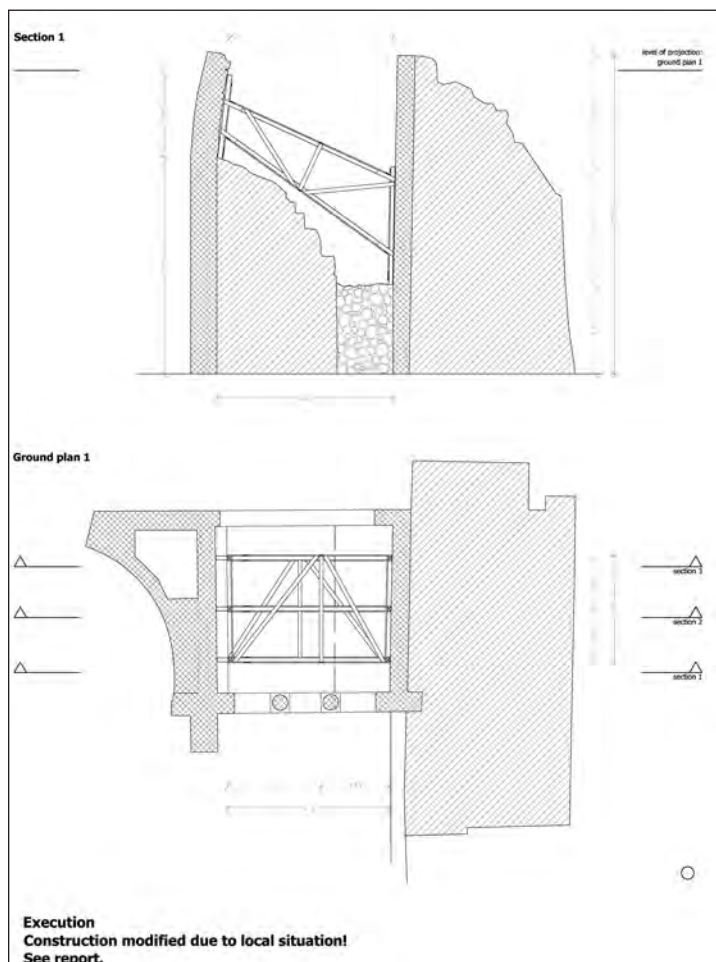 Section 1
level of projection:
ground plan 1
Ground plan 1
section 3
section 2
section 1
Execution
Construction modified due to local situation!
See report.